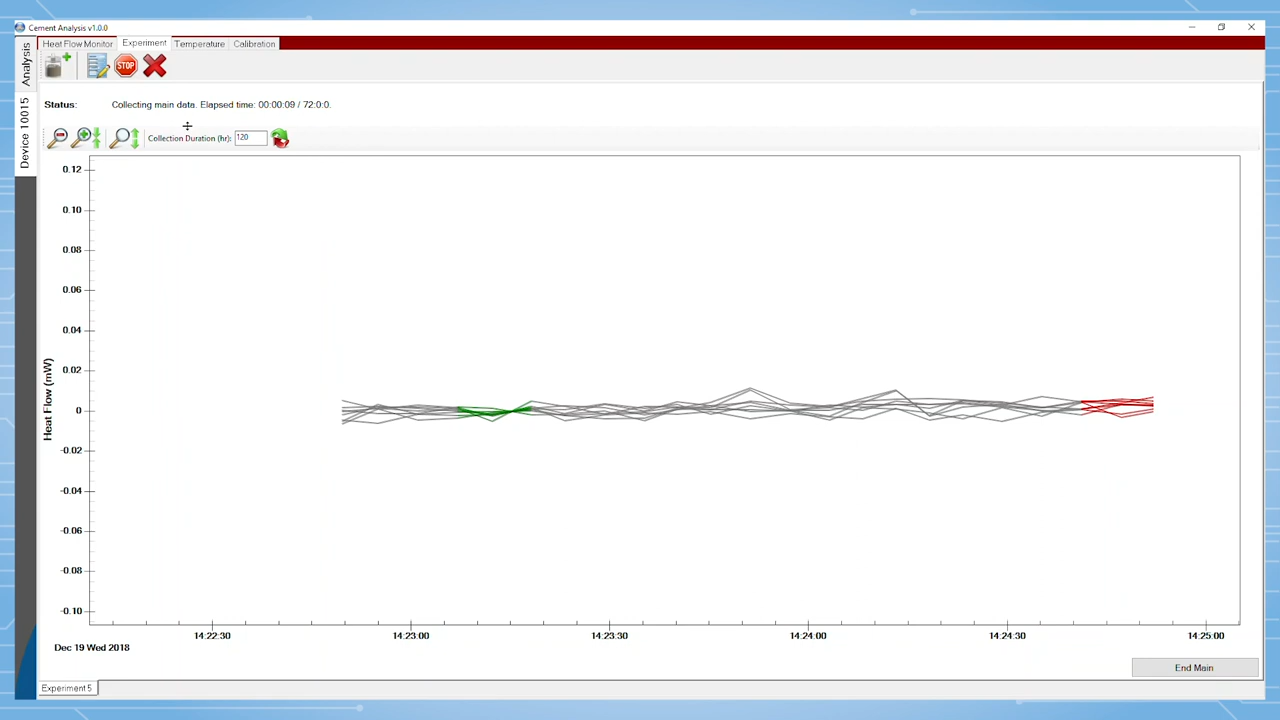 Cement Analysis v1.0.0
Analysis
Device 10015
Heat Flow Monitor
Experiment
Temperature
Calibration
STOP
Status: Collecting main data. Elapsed time: 00:00:09 / 72:0:0.
Collection Duration (hr): 120
Heat Flow (mW)
0.12
0.10
0.08
0.06
0.04
0.02
0
-0.02
-0.04
-0.06
-0.08
-0.10
14:22:30
14:23:00
14:23:30
14:24:00
14:24:30
14:25:00
Dec 19 Wed 2018
End Main
Experiment 5